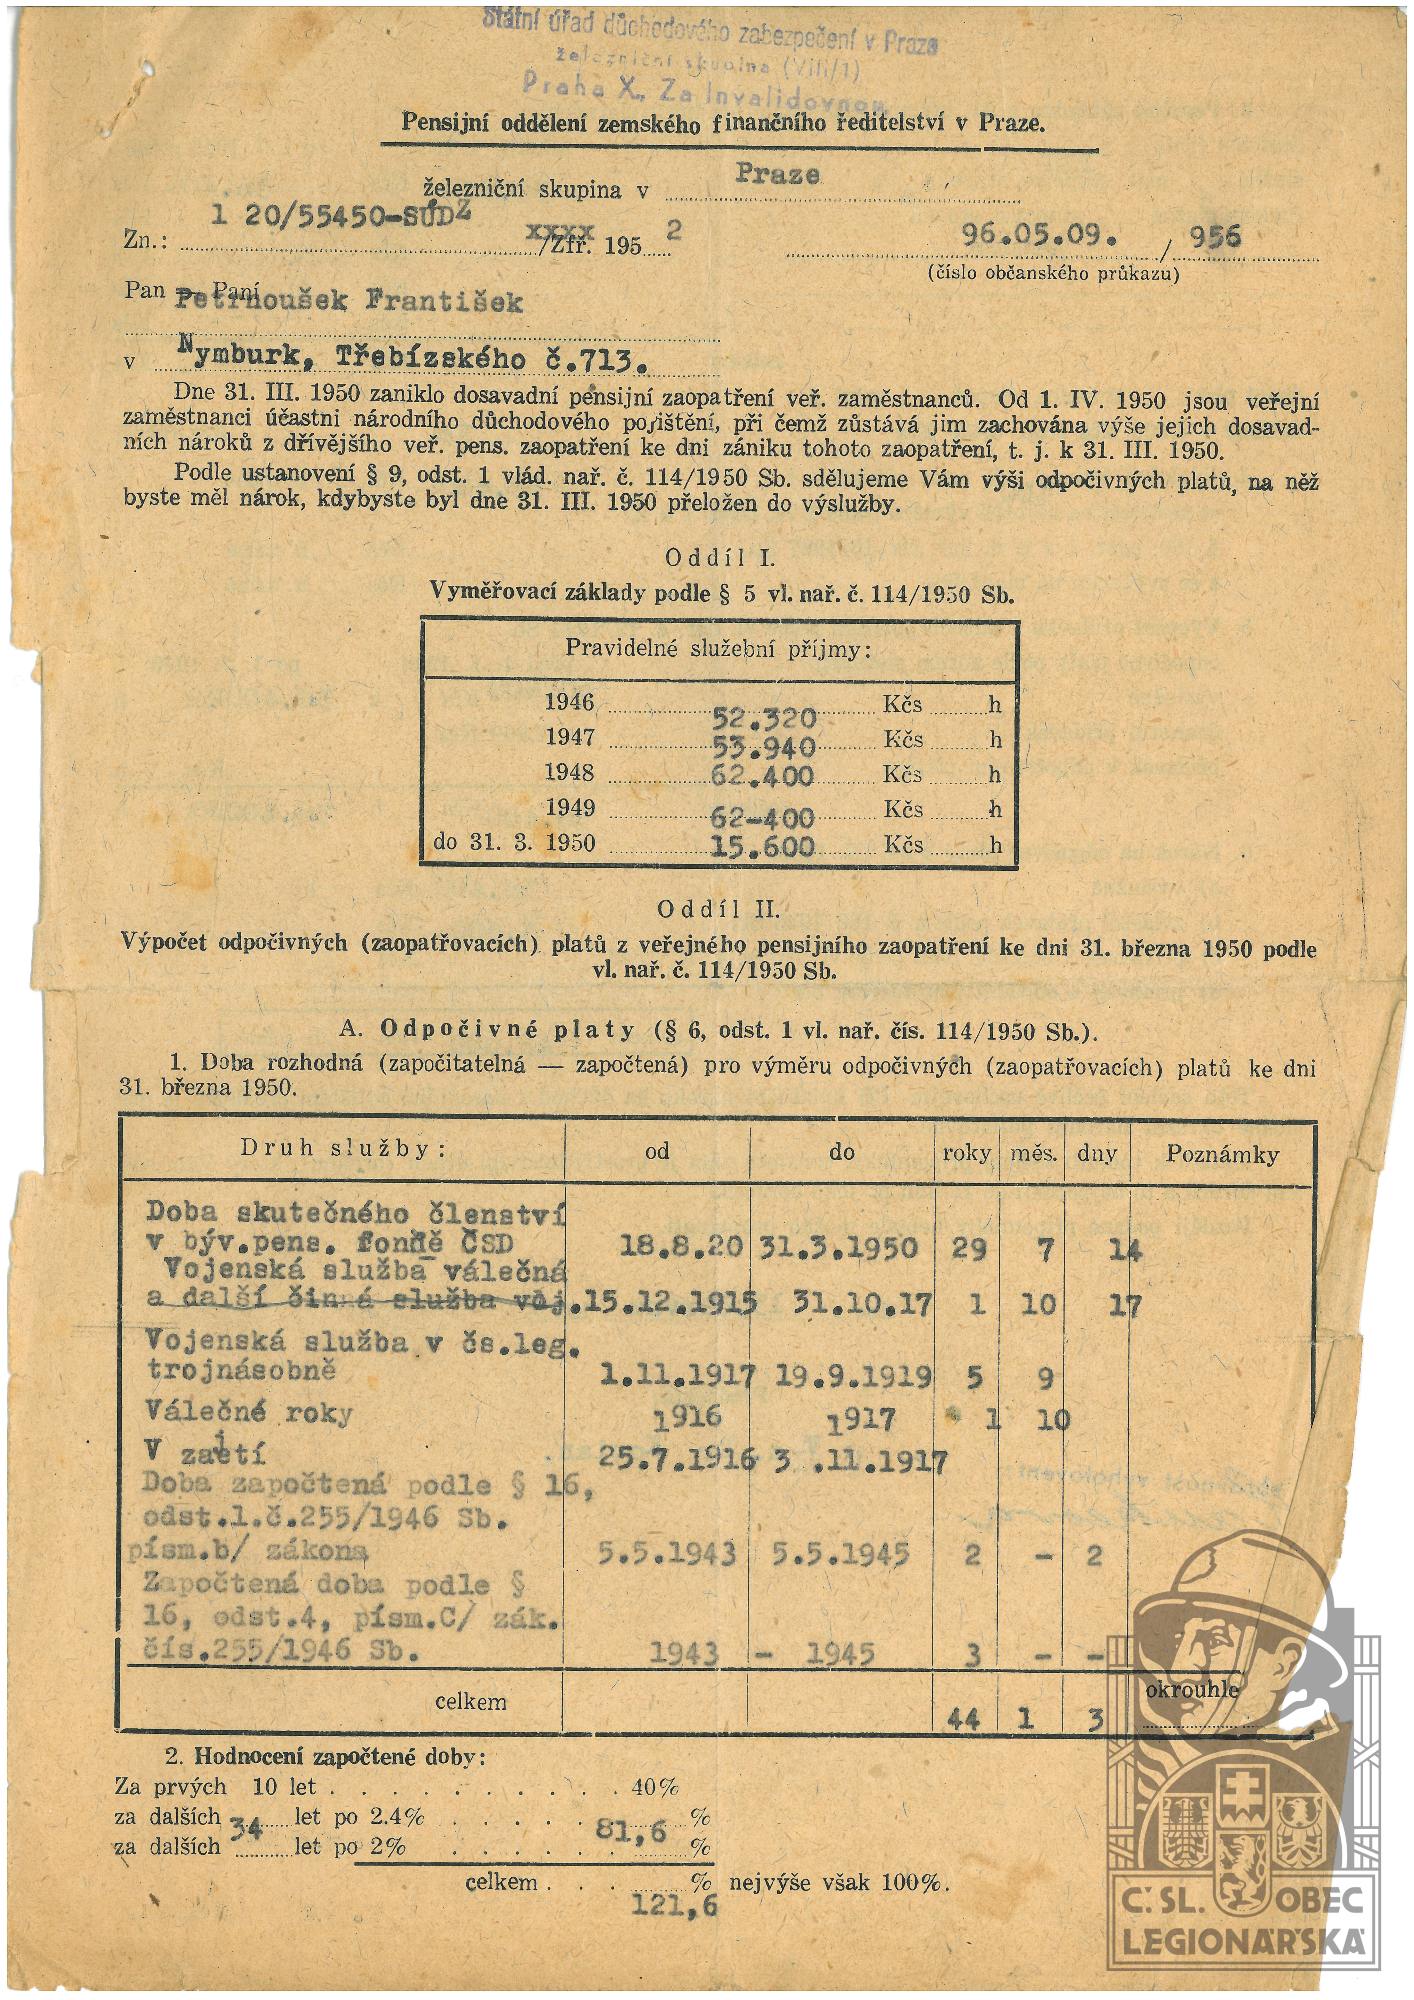 Státní úřad důchodového zabezpečení v Praze
železniční skupina (VIII/1)
Praha X., Za Invalidovnou
Pensijní oddělení zemského finančního ředitelství v Praze.
železniční skupina v Praze
Zn.: 1 20/55450-SÚDZ xxxx /Zfř. 195 2 96.05.09. / 956
(číslo občanského průkazu)
Pan — Paní Petrноušek František
v Nymburk, Třebízského č.713.
Dne 31. III. 1950 zaniklo dosavadní pensijní zaopatření veř. zaměstnanců. Od 1. IV. 1950 jsou veřejní
zaměstnanci účastni národního důchodového pojištění, při čemž zůstává jim zachována výše jejich dosavad-
ních nároků z dřívějšího veř. pens. zaopatření ke dni zániku tohoto zaopatření, t. j. k 31. III. 1950.
Podle ustanovení § 9, odst. 1 vlád. nař. č. 114/1950 Sb. sdělujeme Vám výši odpočivných platů, na něž
byste měl nárok, kdybyste byl dne 31. III. 1950 přeložen do výslužby.
Oddíl I.
Vyměřovací základy podle § 5 vl. nař. č. 114/1950 Sb.
Pravidelné služební příjmy:
1946 52.320 Kčs h
1947 53.940 Kčs h
1948 62.400 Kčs h
1949 62-400 Kčs h
do 31. 3. 1950 15.600 Kčs h
Oddíl II.
Výpočet odpočivných (zaopatřovacích) platů z veřejného pensijního zaopatření ke dni 31. března 1950 podle
vl. nař. č. 114/1950 Sb.
A. Odpočivné platy (§ 6, odst. 1 vl. nař. čís. 114/1950 Sb.).
1. Doba rozhodná (započitatelná — započtená) pro výměru odpočivných (zaopatřovacích) platů ke dni
31. března 1950.
Druh služby: od do roky měs. dny Poznámky
Doba skutečného členství
v býv.pens. fondě ČSD 18.8.20 31.3.1950 29 7 14
Vojenská služba válečná
a další činná služba voj. 15.12.1915 31.10.17 1 10 17
Vojenská služba v čs.leg.
trojnásobně 1.11.1917 19.9.1919 5 9
Válečné roky 1916 1917 1 10
V zajtí 25.7.1916 3 .11.1917
Doba započtená podle § 16,
odst.1.č.255/1946 Sb.
písm.b/ zákona 5.5.1943 5.5.1945 2 - 2
Započtená doba podle §
16, odst.4, písm.C/ zák.
čís.255/1946 Sb. 1943 - 1945 3 - -
celkem 44 1 3 okrouhle
2. Hodnocení započtené doby:
Za prvých 10 let 40%
za dalších 34 let po 2.4% 81,6 %
za dalších let po 2% %
celkem 121,6 % nejvýše však 100%.
Č.SL. OBEC
LEGIONÁŘSKÁ